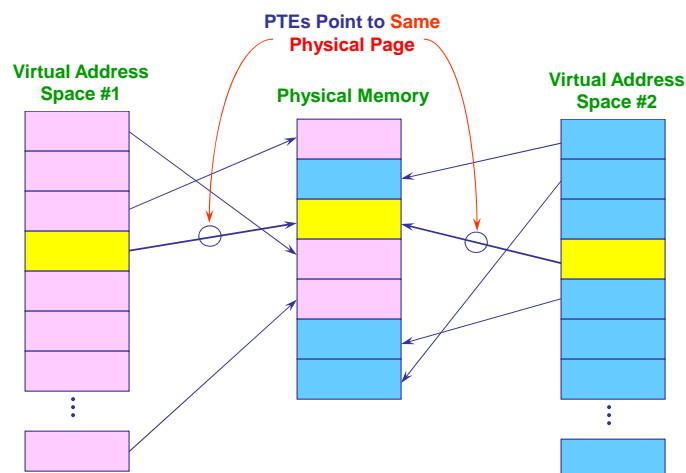 PTEs Point to Same
Physical Page
Virtual Address
Space #1
Physical Memory
Virtual Address
Space #2